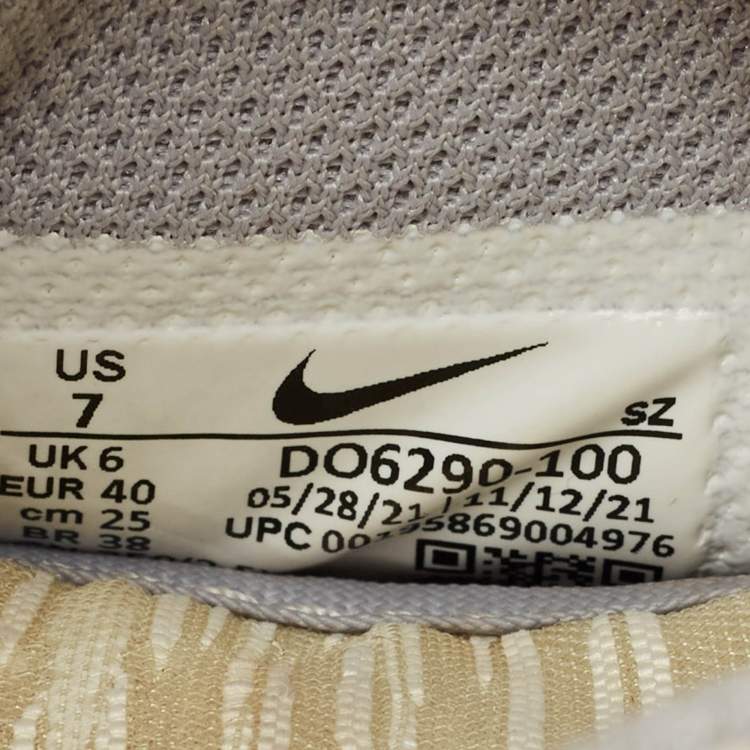 US
7
sz
UK 6
EUR 40
cm 25
BR 38
DO6290-100
05/28/21 11/12/21
UPC 00195869004976